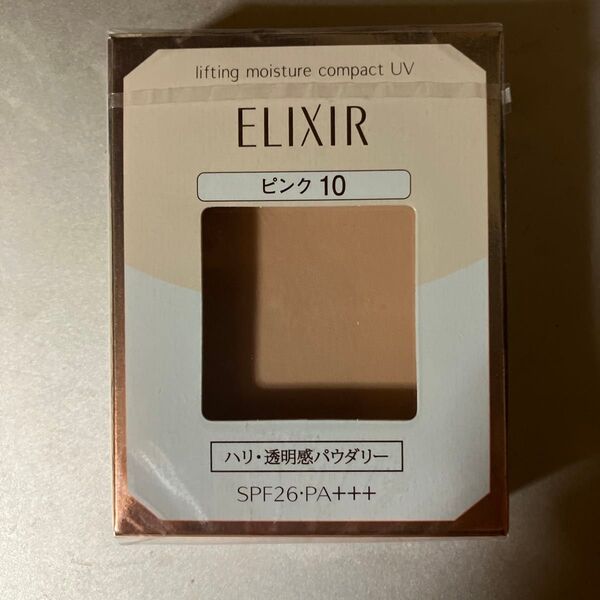 lifting moisture compact UV
ELIXIR
ピンク 10
ハリ・透明感パウダリー
SPF26・PA+++